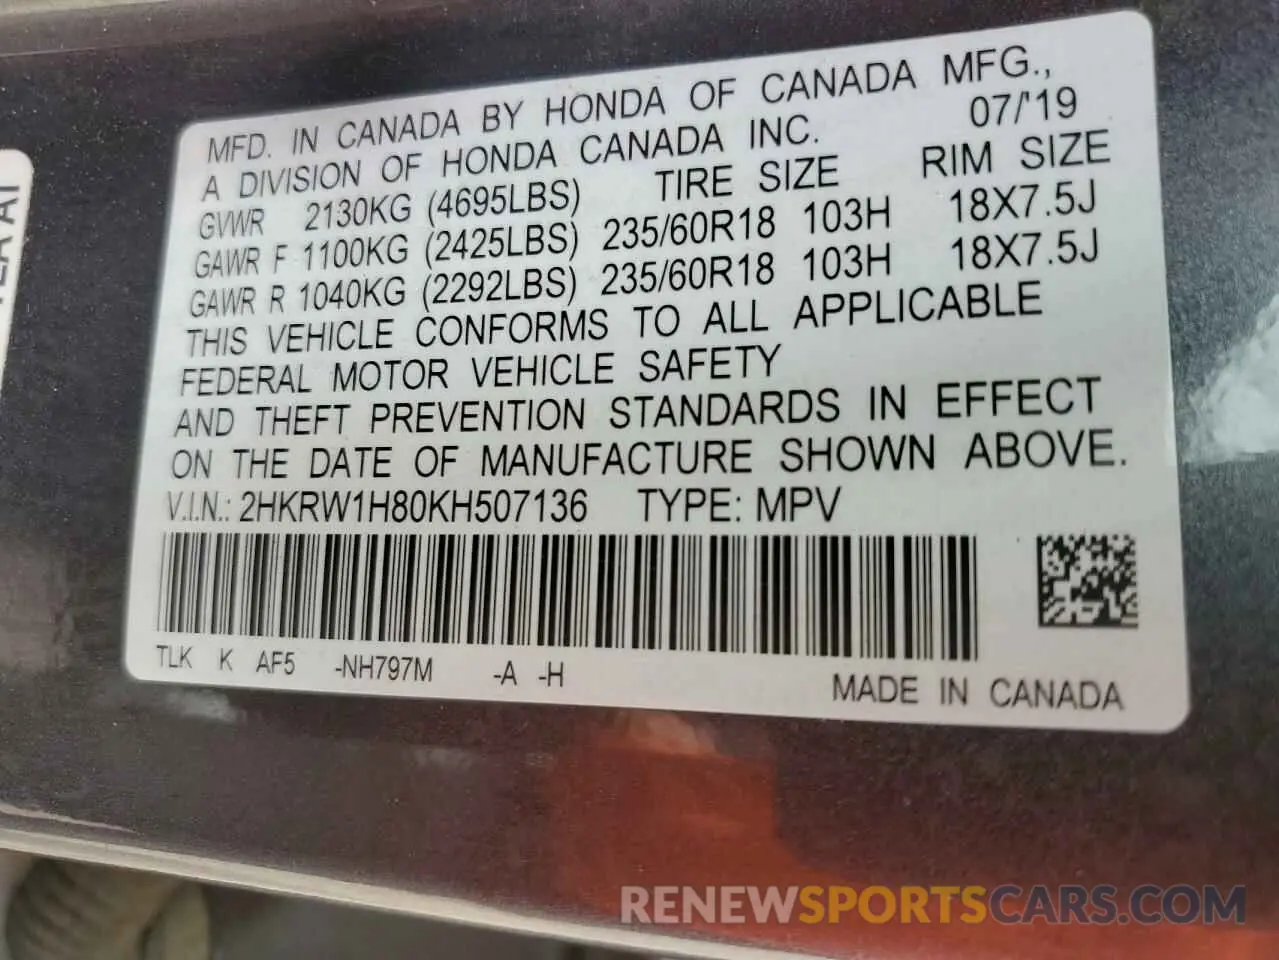 MFD. IN CANADA BY HONDA OF CANADA MFG.,
A DIVISION OF HONDA CANADA INC. 07/'19
GVWR 2130KG (4695LBS) TIRE SIZE RIM SIZE
GAWR F 1100KG (2425LBS) 235/60R18 103H 18X7.5J
GAWR R 1040KG (2292LBS) 235/60R18 103H 18X7.5J
THIS VEHICLE CONFORMS TO ALL APPLICABLE
FEDERAL MOTOR VEHICLE SAFETY
AND THEFT PREVENTION STANDARDS IN EFFECT
ON THE DATE OF MANUFACTURE SHOWN ABOVE.
V.I.N.: 2HKRW1H80KH507136 TYPE: MPV
TLK K AF5 -NH797M -A -H
MADE IN CANADA
RENEWSPORTSCARS.COM